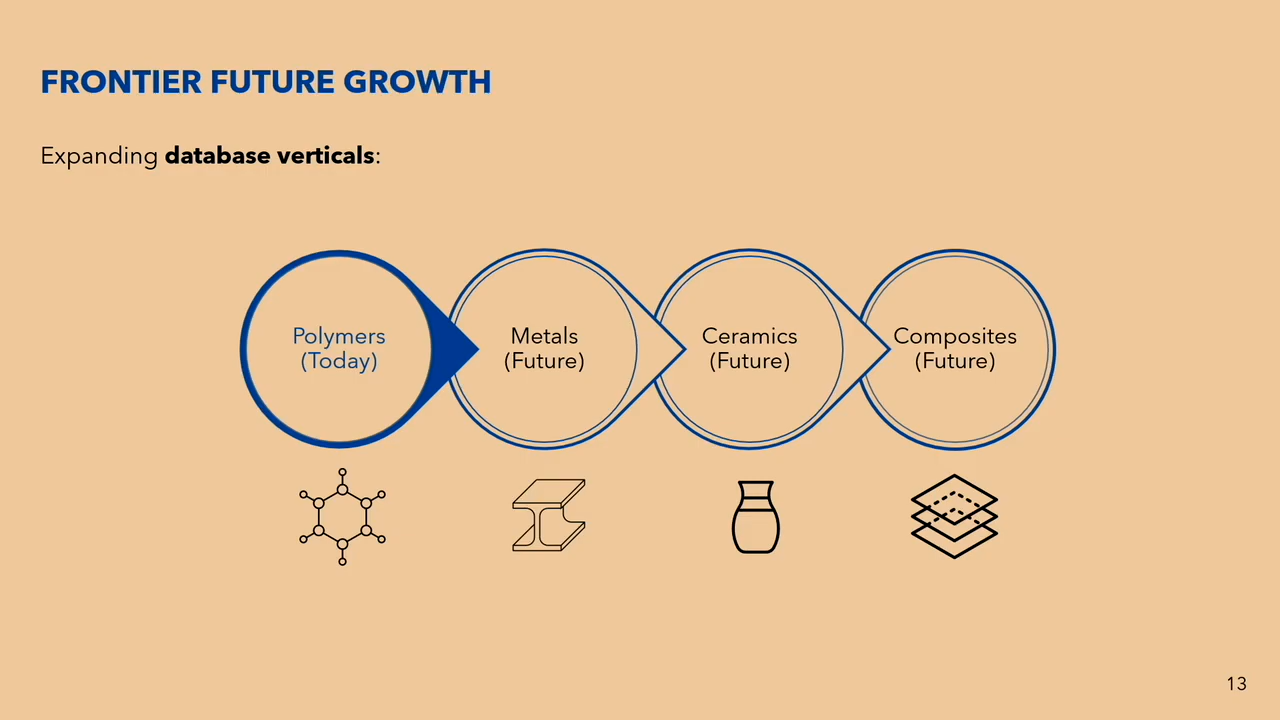 FRONTIER FUTURE GROWTH
Expanding database verticals:
Polymers
(Today)
Metals
(Future)
Ceramics
(Future)
Composites
(Future)
13